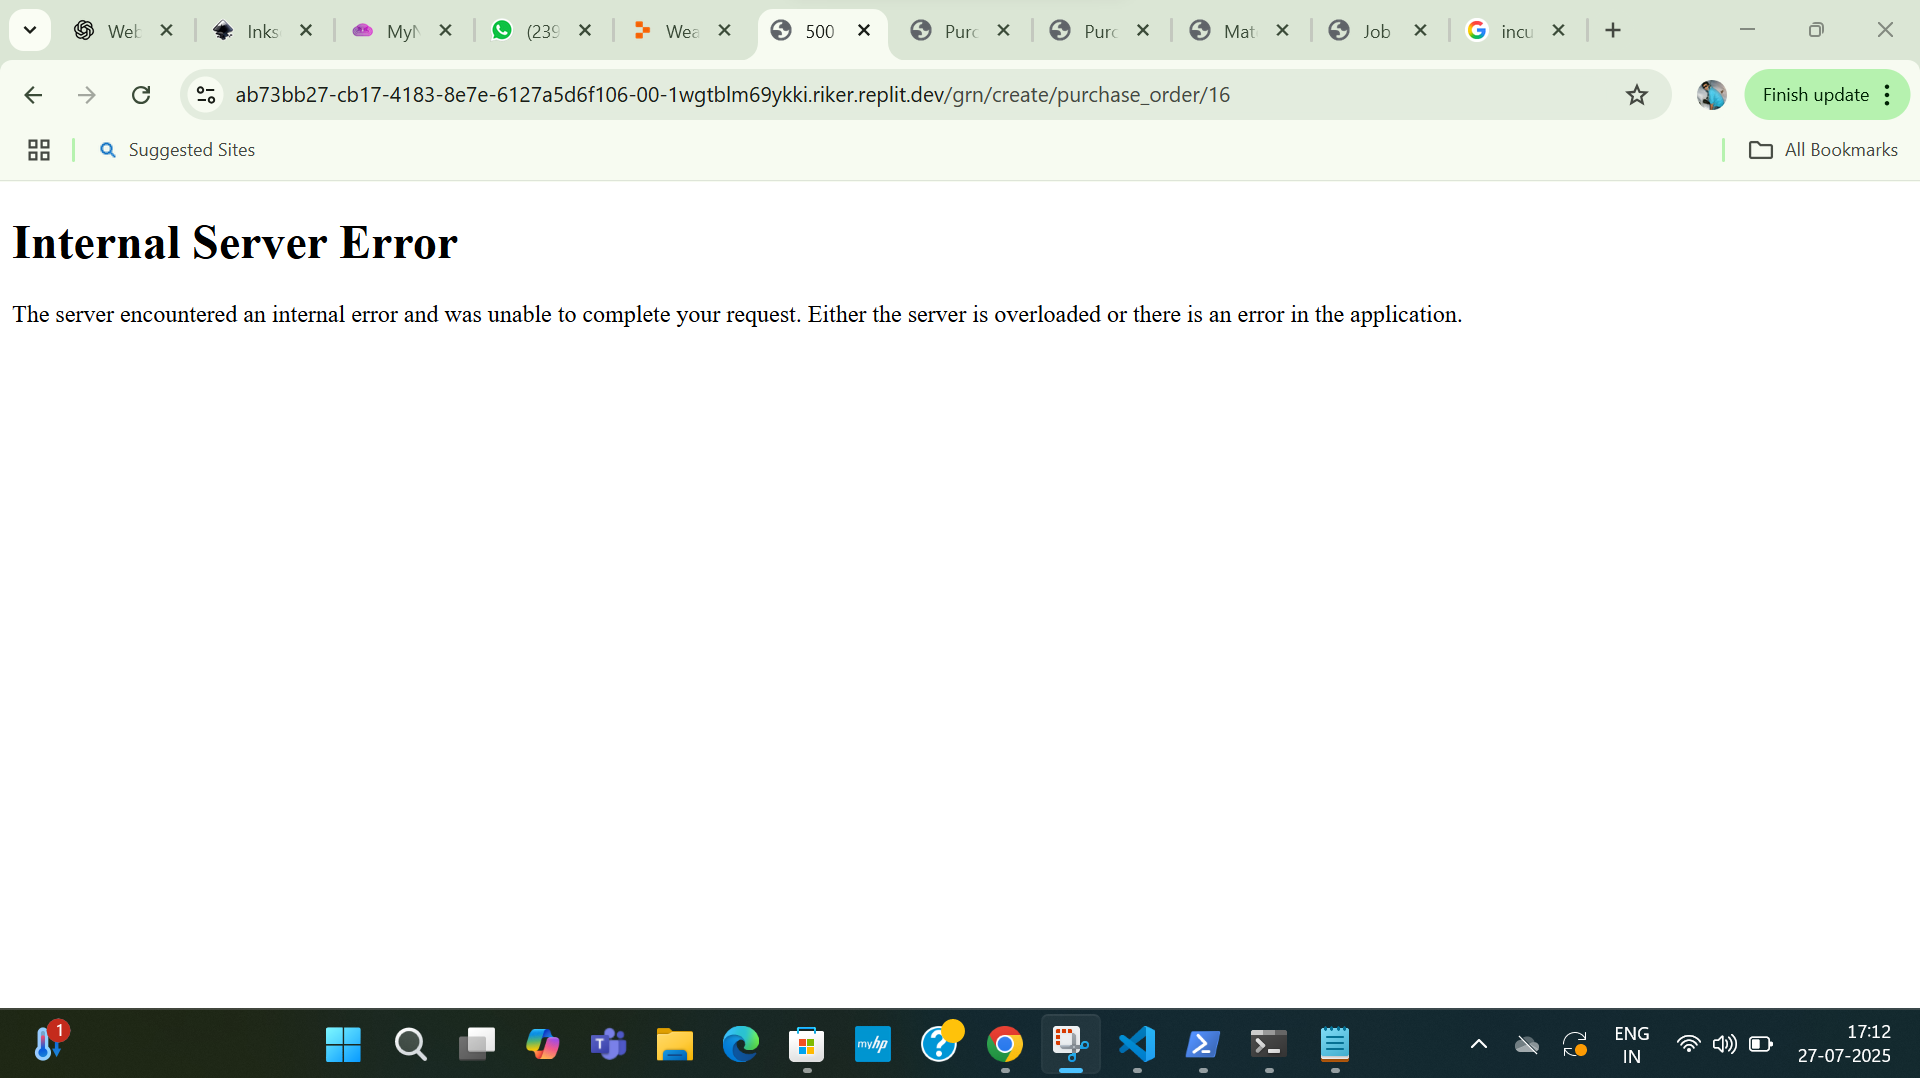 Web
Inks
MyN
(239
Wea
500
Purc
Purc
Mat
Job
incu
ab73bb27-cb17-4183-8e7e-6127a5d6f106-00-1wgtblm69ykki.riker.replit.dev/grn/create/purchase_order/16
Finish update
Suggested Sites
All Bookmarks
Internal Server Error
The server encountered an internal error and was unable to complete your request. Either the server is overloaded or there is an error in the application.
1
myhp
ENG
IN
17:12
27-07-2025